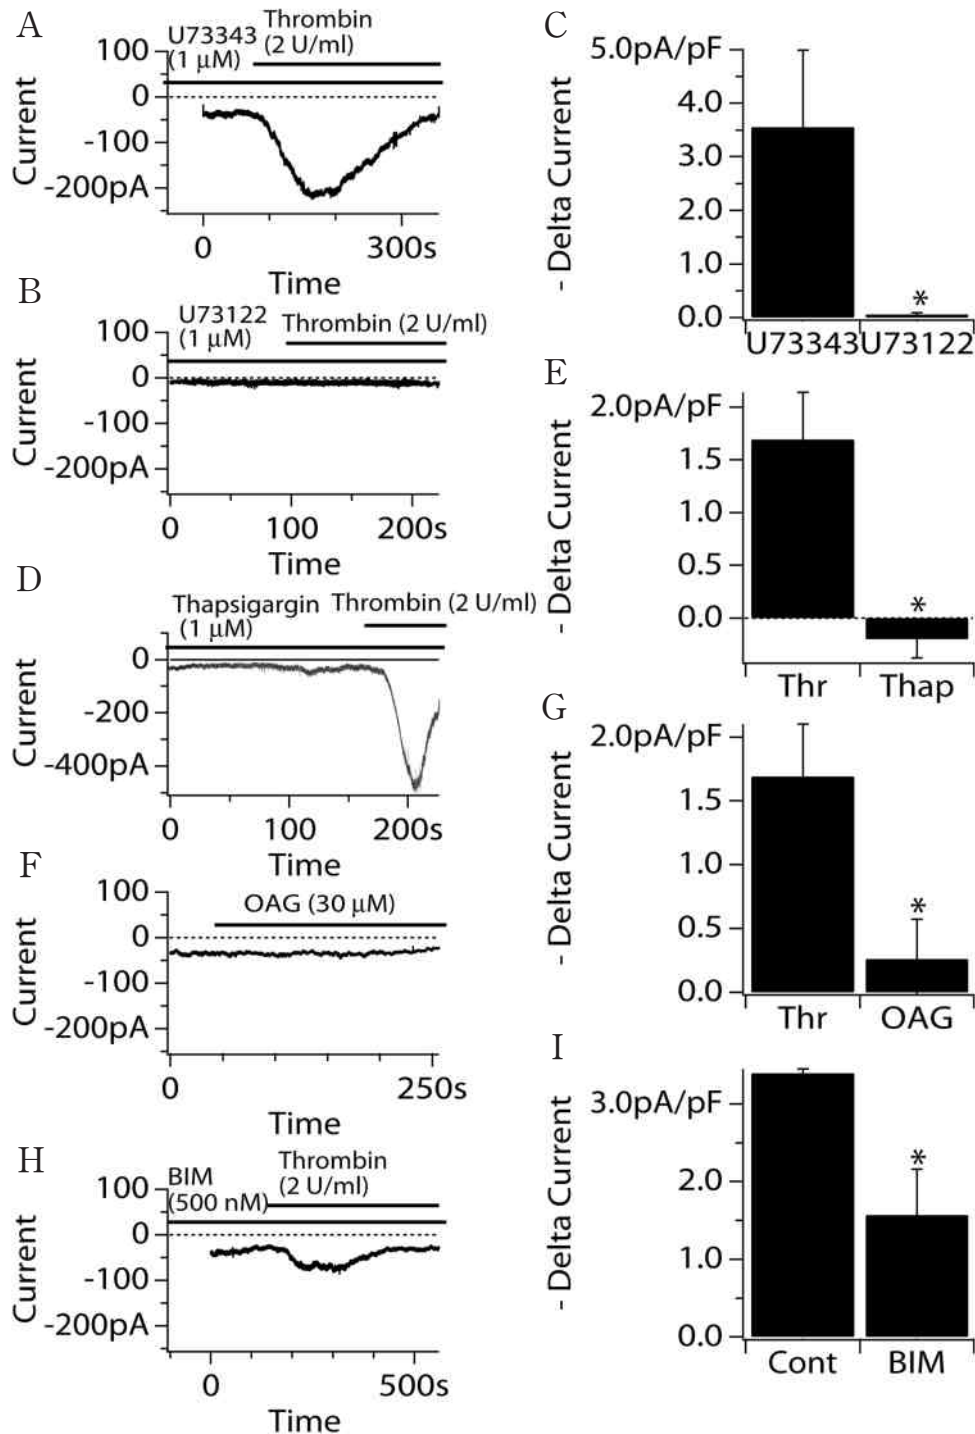 A
Thrombin
(2 U/ml)
U73343
(1 μM)
100
0
-100
-200pA
Current
0 300s
Time
B
U73122
(1 μM)
Thrombin (2 U/ml)
100
0
-100
-200pA
Current
0 100 200s
Time
D
Thapsigargin
(1 μM)
Thrombin (2 U/ml)
0
-200
-400pA
Current
0 100 200s
Time
F
OAG (30 μM)
100
0
-100
-200pA
Current
0 250s
Time
H
BIM
(500 nM)
Thrombin
(2 U/ml)
100
0
-100
-200pA
Current
0 500s
Time
C
5.0pA/pF
4.0
3.0
2.0
1.0
0.0
- Delta Current
*
U73343 U73122
E
2.0pA/pF
1.5
1.0
0.5
0.0
- Delta Current
*
Thr Thap
G
2.0pA/pF
1.5
1.0
0.5
0.0
- Delta Current
*
Thr OAG
I
3.0pA/pF
2.0
1.0
0.0
- Delta Current
*
Cont BIM